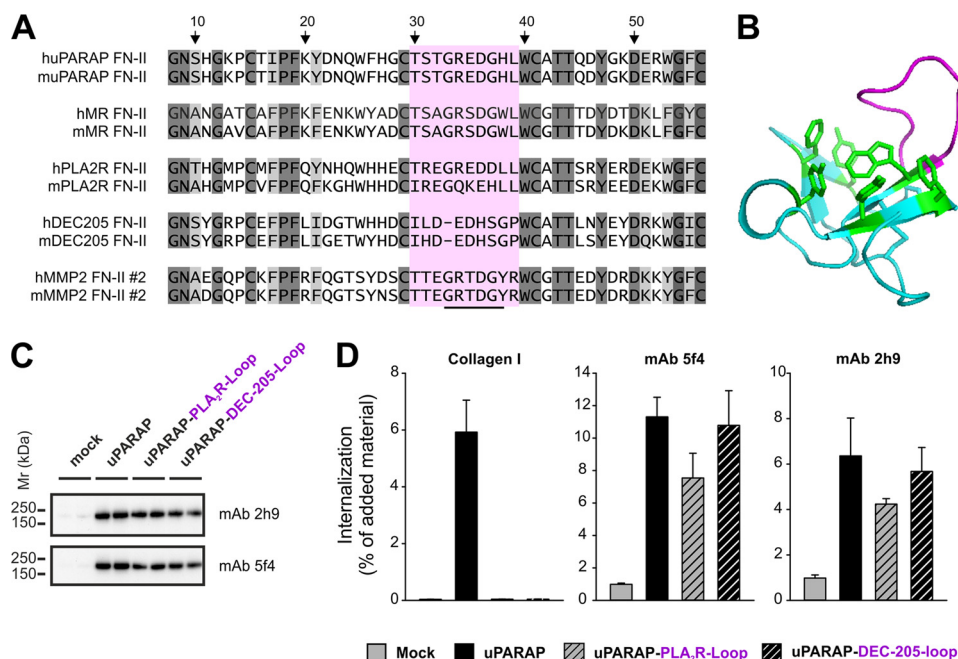 A
10 20 30 40 50
huPARAP FN-II GNSHGKPCTIPFKYDNQWFHGCTSTGREDGHLWCATTQDYGKDERWGFC
muPARAP FN-II GNSHGKPCTIPFKYDNQWFHGCTSTGREDGHLWCATTQDYGKDERWGFC
hMR FN-II GNANGATCAFPFKFENKWYADCTSAGRSDGWLWCGTTTDYDTDKLFGYC
mMR FN-II GNANGAVCAFPFKFENKWYADCTSAGRSDGWLWCGTTTDYDKDKLFGFC
hPLA2R FN-II GNTHGMPCMFPFQYNHQWHHECTREGREDDLLWCATTSRYERDEKWGFC
mPLA2R FN-II GNAHGMPCVFPFQFKGHWHHDCIREGQKEHLLWCATTSRYEEDEKWGFC
hDEC205 FN-II GNSYGRPCEFPFLIDGTWHHDCILD-EDHSGPWCATTLNYEYDRKWGIC
mDEC205 FN-II GNSYGRPCEFPFLIGETWYHDCIHD-EDHSGPWCATTLSYEYDQKWGIC
hMMP2 FN-II #2 GNAEGQPCKFPFRFQGTSYDSCTTEGRTDGYRWCGTTEDYDRDKKYGFC
mMMP2 FN-II #2 GNADGQPCKFPFRFQGTSYNSCTTEGRTDGYRWCGTTEDYDRDKKYGFC
B
C
mock uPARAP uPARAP-PLA₂R-Loop uPARAP-DEC-205-Loop
Mr (kDa)
250
150
mAb 2h9
250
150
mAb 5f4
D
Collagen I mAb 5f4 mAb 2h9
Internalization
(% of added material)
8
6
4
2
0
14
12
10
8
6
4
2
0
10
8
6
4
2
0
Mock uPARAP uPARAP-PLA₂R-Loop uPARAP-DEC-205-loop